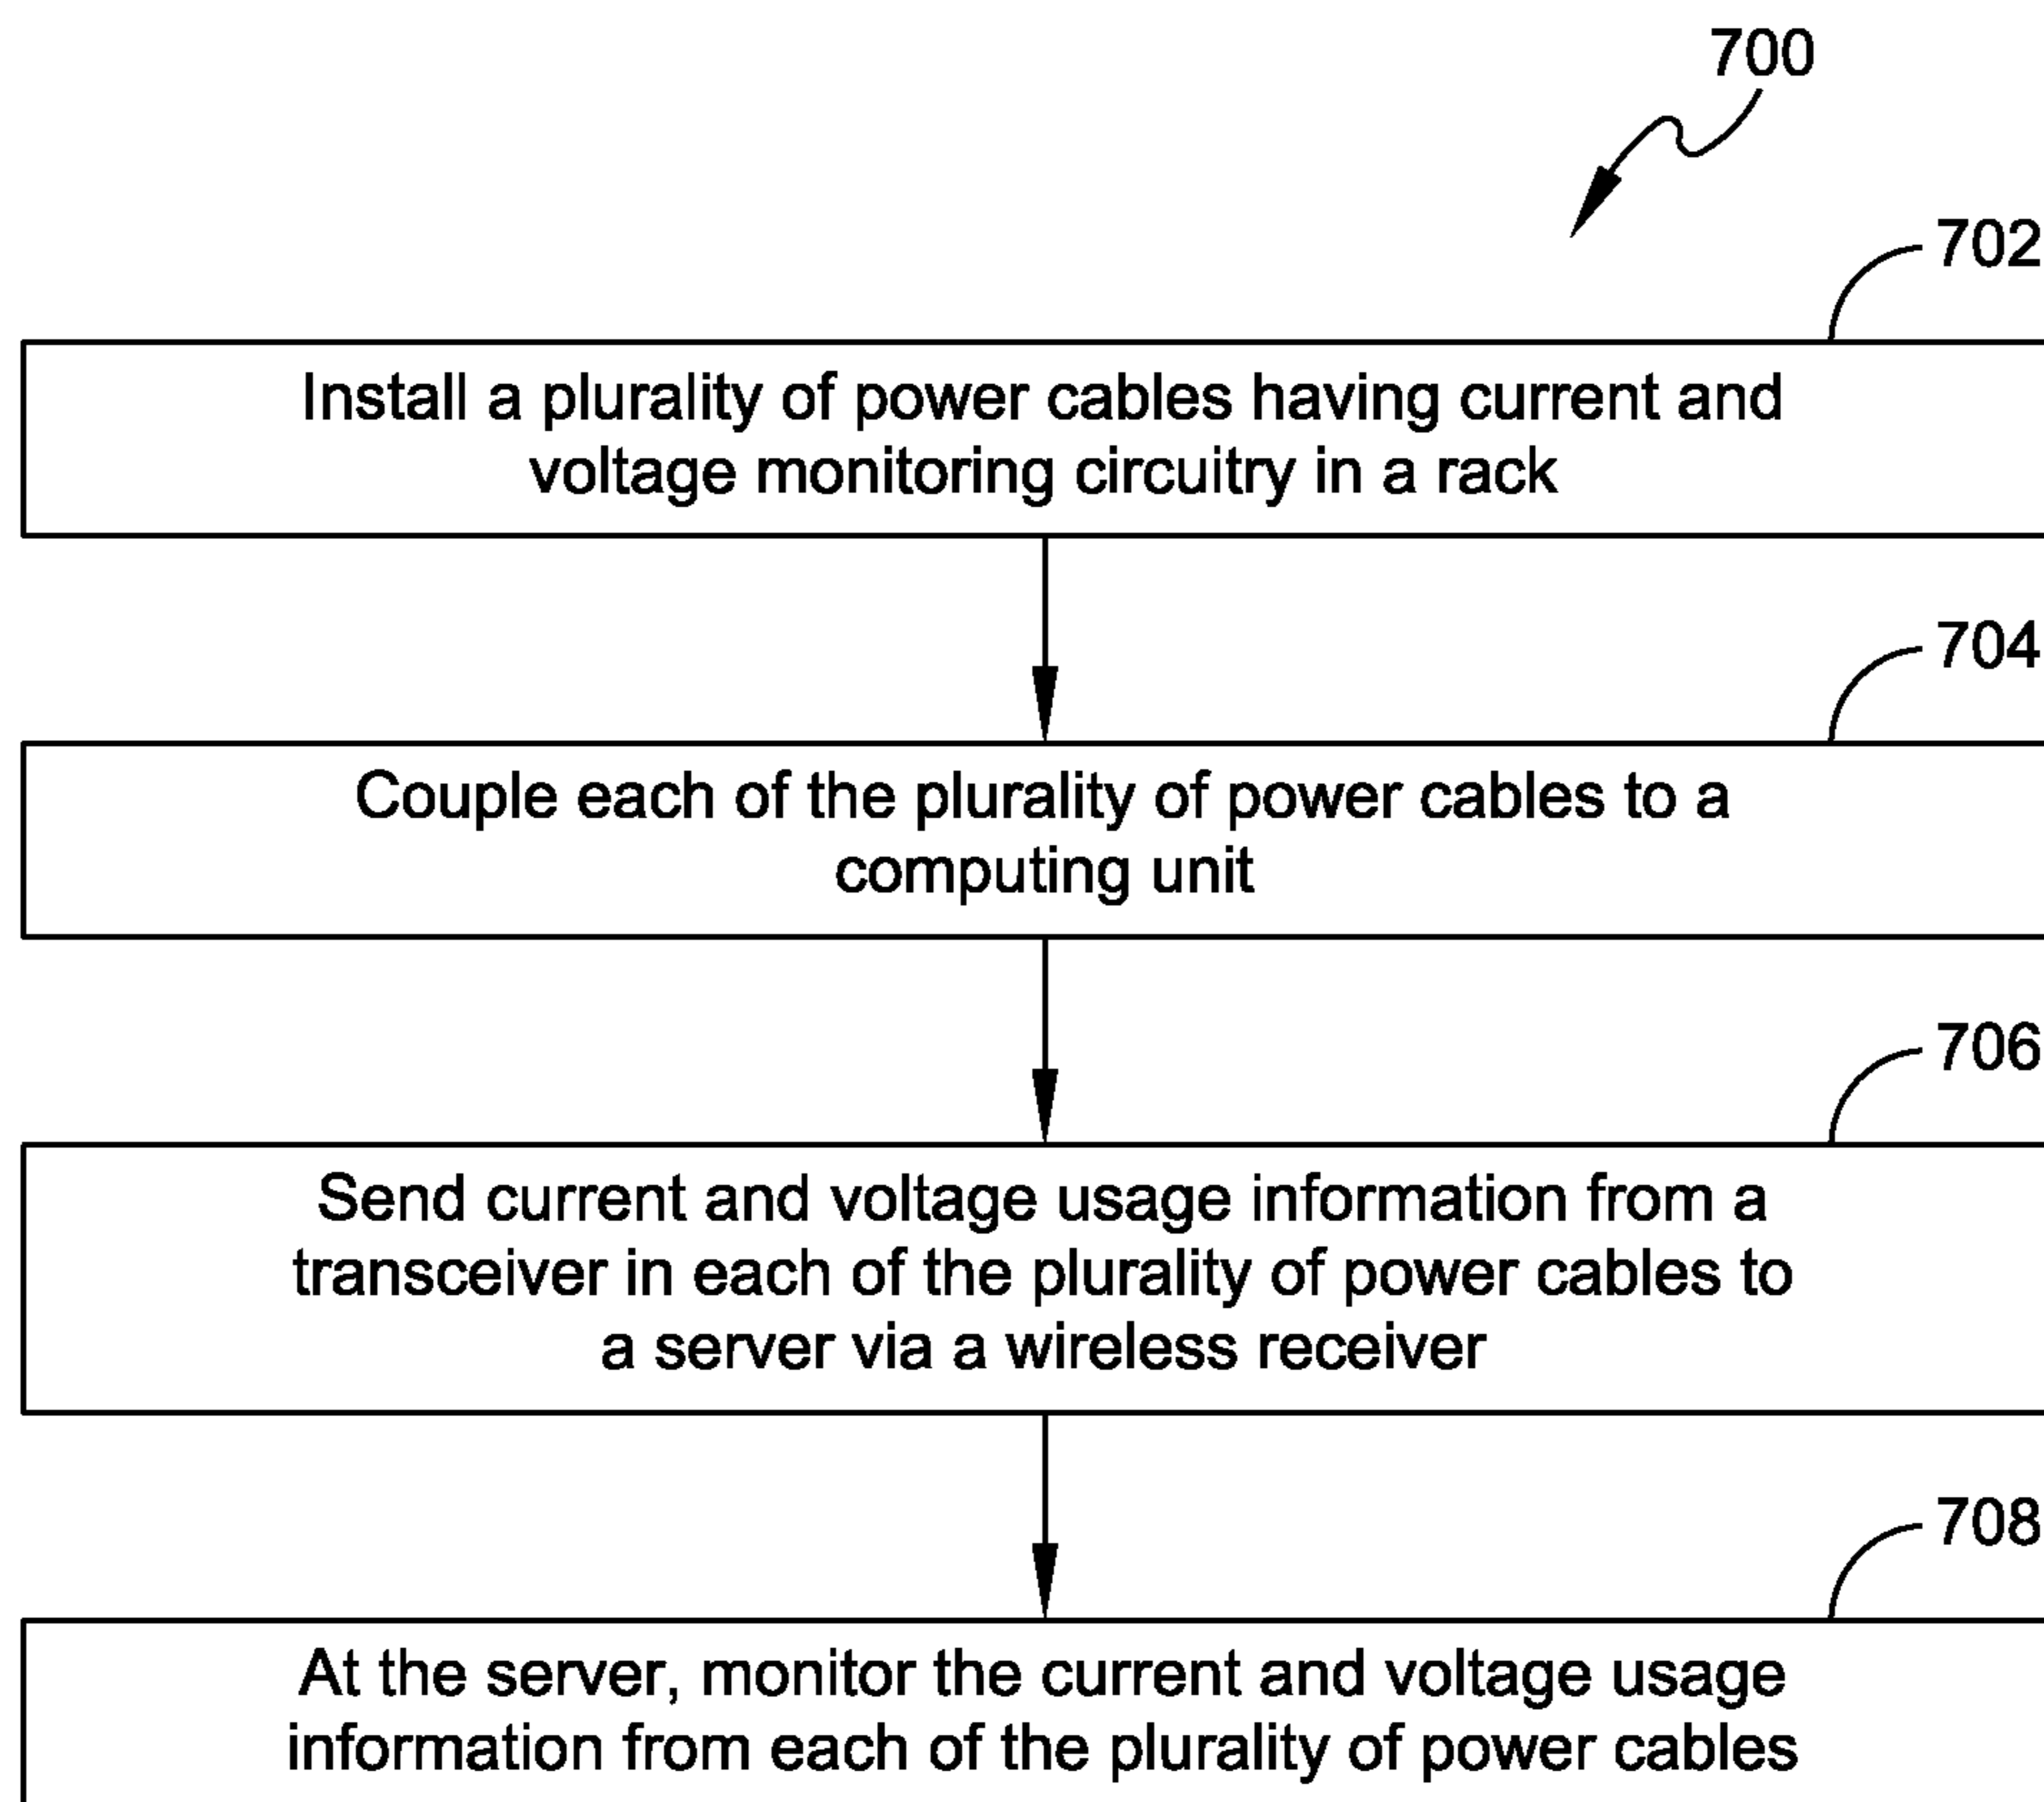 700
702
Install a plurality of power cables having current and
voltage monitoring circuitry in a rack
704
Couple each of the plurality of power cables to a
computing unit
706
Send current and voltage usage information from a
transceiver in each of the plurality of power cables to
a server via a wireless receiver
708
At the server, monitor the current and voltage usage
information from each of the plurality of power cables